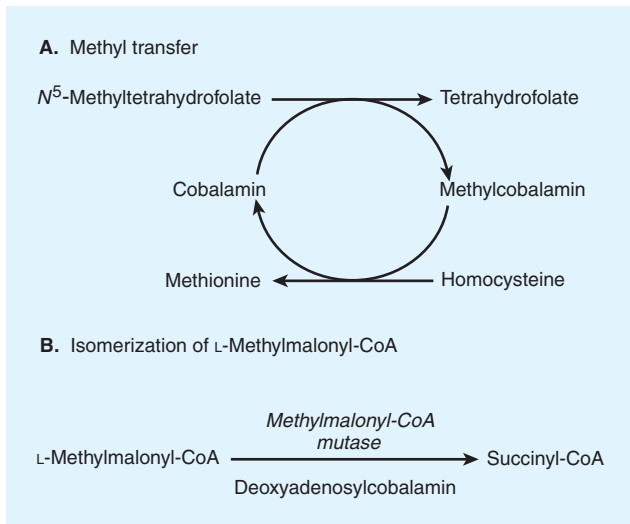 A. Methyl transfer
N5-Methyltetrahydrofolate
Tetrahydrofolate
Cobalamin
Methylcobalamin
Methionine
Homocysteine
B. Isomerization of L-Methylmalonyl-CoA
Methylmalonyl-CoA
mutase
L-Methylmalonyl-CoA
Succinyl-CoA
Deoxyadenosylcobalamin